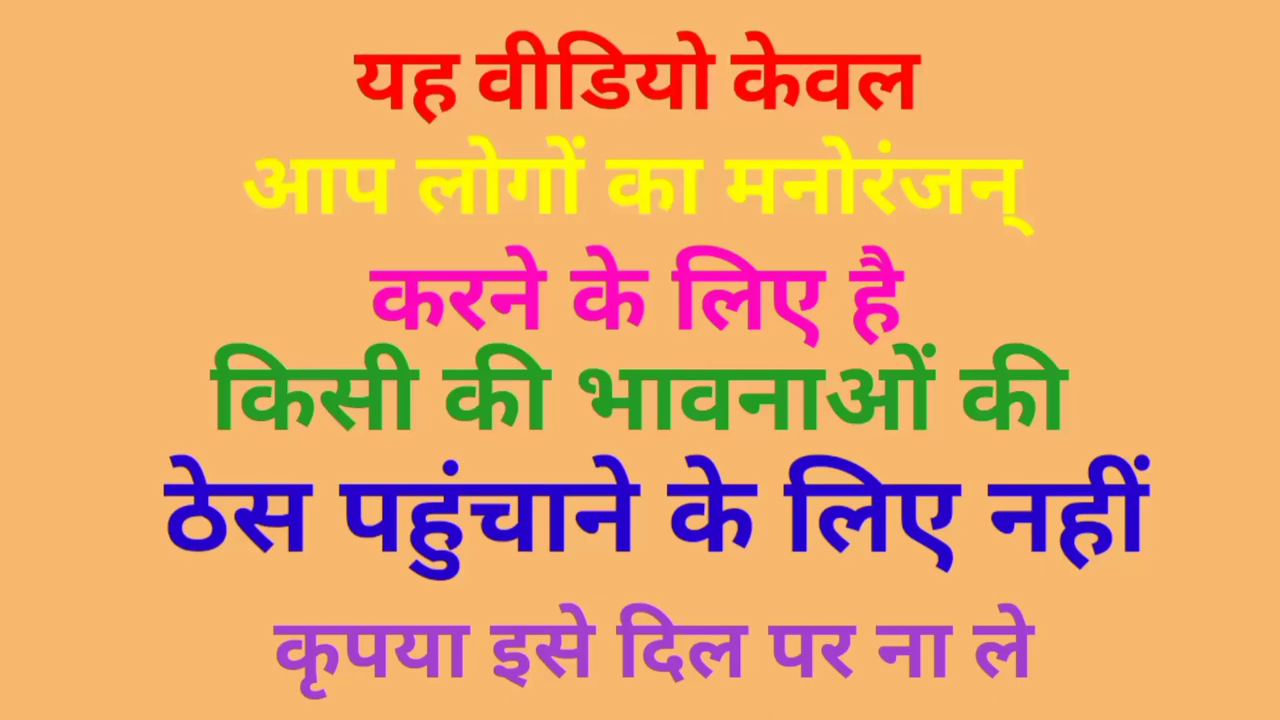 यह वीडियो केवल
आप लोगों का मनोरंजन्
करने के लिए है
किसी की भावनाओं की
ठेस पहुंचाने के लिए नहीं
कृपया इसे दिल पर ना ले